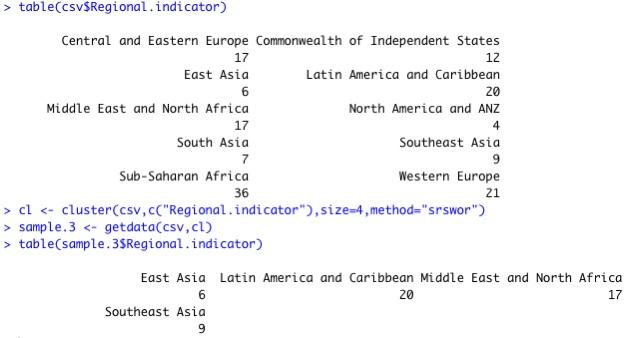 > table(csv$Regional.indicator)
Central and Eastern Europe Commonwealth of Independent States
17 12
East Asia Latin America and Caribbean
6 20
Middle East and North Africa North America and ANZ
17 4
South Asia Southeast Asia
7 9
Sub-Saharan Africa Western Europe
36 21
> cl <- cluster(csv,c("Regional.indicator"),size=4,method="srswor")
> sample.3 <- getdata(csv,cl)
> table(sample.3$Regional.indicator)
East Asia Latin America and Caribbean Middle East and North Africa
6 20 17
Southeast Asia
9